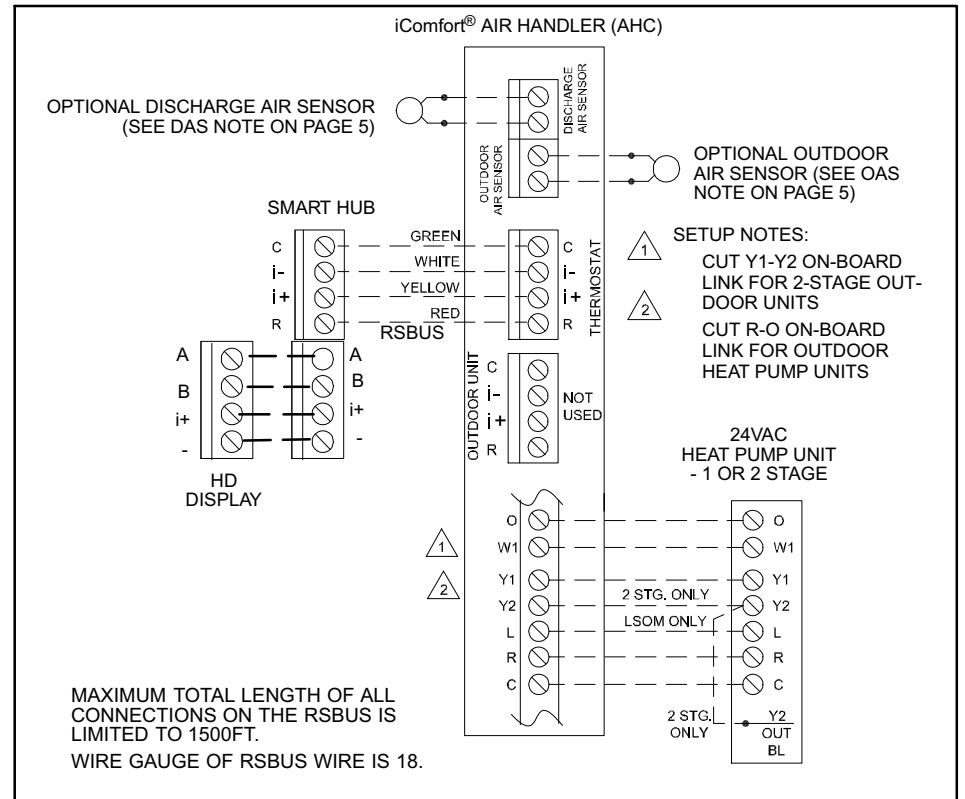 iComfort® AIR HANDLER (AHC)
OPTIONAL DISCHARGE AIR SENSOR
(SEE DAS NOTE ON PAGE 5)
DISCHARGE
AIR SENSOR
OUTDOOR
AIR SENSOR
OPTIONAL OUTDOOR
AIR SENSOR (SEE OAS
NOTE ON PAGE 5)
SMART HUB
C
i-
i+
R
GREEN
WHITE
YELLOW
RED
RSBUS
C
i-
i+
R
THERMOSTAT
1
2
SETUP NOTES:
CUT Y1-Y2 ON-BOARD
LINK FOR 2-STAGE OUT-
DOOR UNITS
CUT R-O ON-BOARD
LINK FOR OUTDOOR
HEAT PUMP UNITS
A
B
i+
-
A
B
i+
-
HD
DISPLAY
OUTDOOR UNIT
C
i-
i+
R
NOT
USED
24VAC
HEAT PUMP UNIT
- 1 OR 2 STAGE
1
2
O
W1
Y1
Y2
L
R
C
2 STG. ONLY
LSOM ONLY
O
W1
Y1
Y2
L
R
C
2 STG.
ONLY
Y2
OUT
BL
MAXIMUM TOTAL LENGTH OF ALL
CONNECTIONS ON THE RSBUS IS
LIMITED TO 1500FT.
WIRE GAUGE OF RSBUS WIRE IS 18.